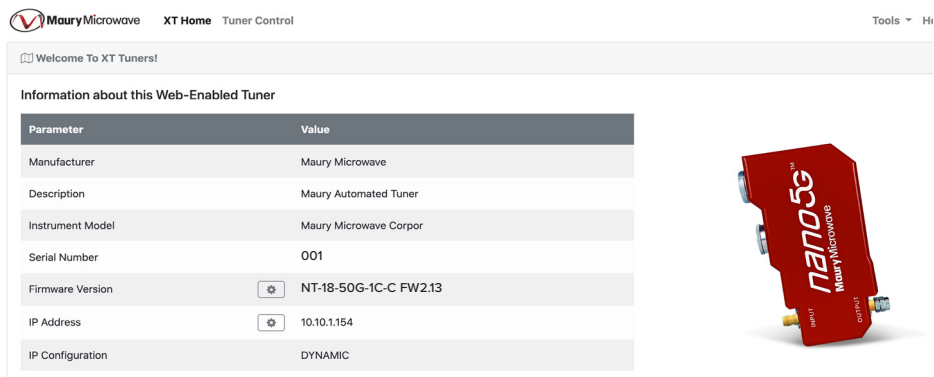 Maury Microwave XT Home Tuner Control Tools
Welcome To XT Tuners!
Information about this Web-Enabled Tuner
Parameter Value
Manufacturer Maury Microwave
Description Maury Automated Tuner
Instrument Model Maury Microwave Corpor
Serial Number 001
Firmware Version NT-18-50G-1C-C FW2.13
IP Address 10.10.1.154
IP Configuration DYNAMIC
nano5G™
Maury Microwave
INPUT
OUTPUT